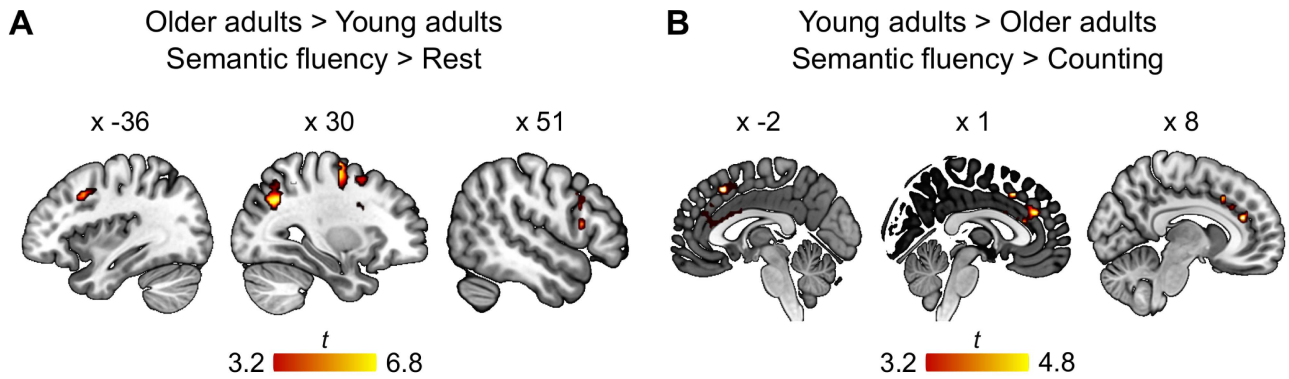 A
Older adults > Young adults
Semantic fluency > Rest
x -36
x 30
x 51
t
3.2
6.8
B
Young adults > Older adults
Semantic fluency > Counting
x -2
x 1
x 8
t
3.2
4.8